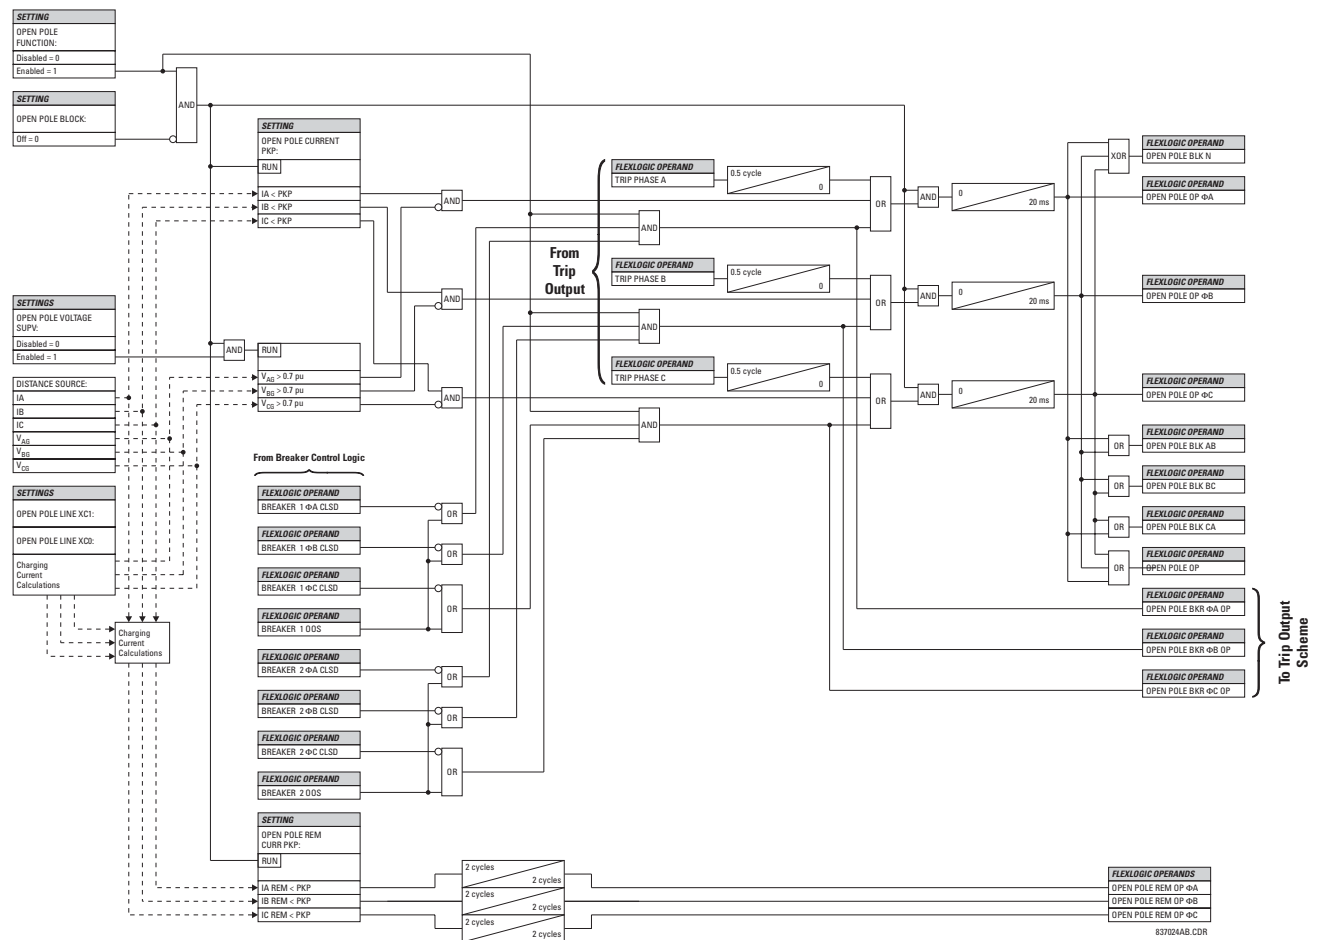 SETTING
OPEN POLE
FUNCTION:
Disabled = 0
Enabled = 1
SETTING
OPEN POLE BLOCK:
Off = 0
AND
SETTING
OPEN POLE CURRENT
PKP:
RUN
IA < PKP
IB < PKP
IC < PKP
AND
AND
AND
SETTINGS
OPEN POLE VOLTAGE
SUPV:
Disabled = 0
Enabled = 1
AND
RUN
VAG > 0.7 pu
VBG > 0.7 pu
VCG > 0.7 pu
DISTANCE SOURCE:
IA
IB
IC
VAG
VBG
VCG
SETTINGS
OPEN POLE LINE XC1:
OPEN POLE LINE XC0:
Charging
Current
Calculations
Charging
Current
Calculations
From Breaker Control Logic
FLEXLOGIC OPERAND
BREAKER 1 ΦA CLSD
OR
FLEXLOGIC OPERAND
BREAKER 1 ΦB CLSD
OR
FLEXLOGIC OPERAND
BREAKER 1 ΦC CLSD
OR
FLEXLOGIC OPERAND
BREAKER 1 OOS
FLEXLOGIC OPERAND
BREAKER 2 ΦA CLSD
OR
FLEXLOGIC OPERAND
BREAKER 2 ΦB CLSD
OR
FLEXLOGIC OPERAND
BREAKER 2 ΦC CLSD
OR
FLEXLOGIC OPERAND
BREAKER 2 OOS
SETTING
OPEN POLE REM
CURR PKP:
RUN
IA REM < PKP
IB REM < PKP
IC REM < PKP
2 cycles
2 cycles
2 cycles
2 cycles
2 cycles
2 cycles
From
Trip
Output
FLEXLOGIC OPERAND
TRIP PHASE A
0.5 cycle
0
AND
FLEXLOGIC OPERAND
TRIP PHASE B
0.5 cycle
0
AND
FLEXLOGIC OPERAND
TRIP PHASE C
0.5 cycle
0
AND
OR
AND
0
20 ms
OR
AND
0
20 ms
OR
AND
0
20 ms
XOR
FLEXLOGIC OPERAND
OPEN POLE BLK N
FLEXLOGIC OPERAND
OPEN POLE OP ΦA
FLEXLOGIC OPERAND
OPEN POLE OP ΦB
FLEXLOGIC OPERAND
OPEN POLE OP ΦC
OR
FLEXLOGIC OPERAND
OPEN POLE BLK AB
OR
FLEXLOGIC OPERAND
OPEN POLE BLK BC
OR
FLEXLOGIC OPERAND
OPEN POLE BLK CA
OR
FLEXLOGIC OPERAND
OPEN POLE OP
FLEXLOGIC OPERAND
OPEN POLE BKR ΦA OP
FLEXLOGIC OPERAND
OPEN POLE BKR ΦB OP
FLEXLOGIC OPERAND
OPEN POLE BKR ΦC OP
To Trip Output
Scheme
FLEXLOGIC OPERANDS
OPEN POLE REM OP ΦA
OPEN POLE REM OP ΦB
OPEN POLE REM OP ΦC
837024AB.CDR